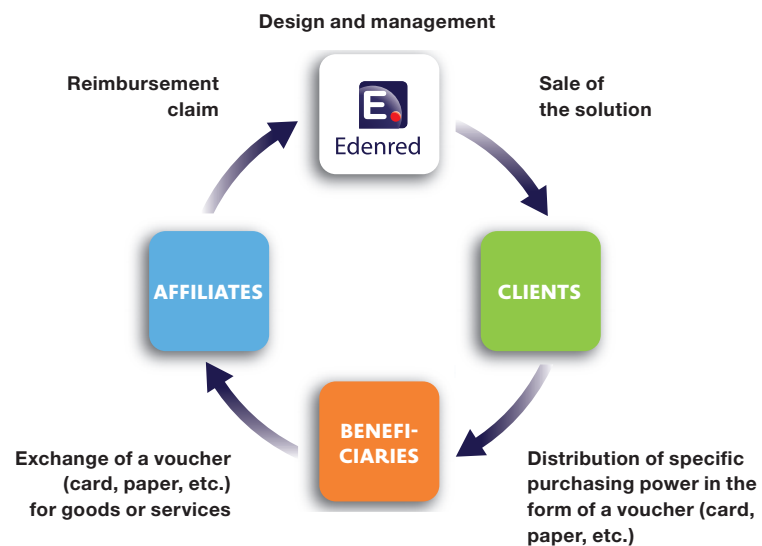 Design and management
E.
Edenred
Sale of
the solution
CLIENTS
Distribution of specific
purchasing power in the
form of a voucher (card,
paper, etc.)
BENEFI-
CIARIES
Exchange of a voucher
(card, paper, etc.)
for goods or services
AFFILIATES
Reimbursement
claim